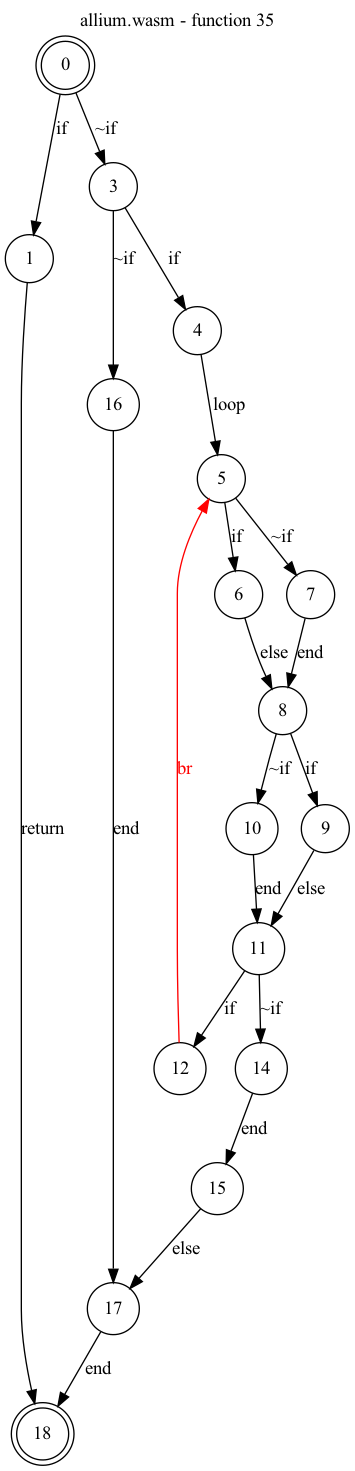 allium.wasm - function 35
0
if
~if
3
1
~if
if
4
16
loop
5
if
~if
6
7
else
end
8
br
~if
if
return
end
10
9
end
else
11
if
~if
12
14
end
15
else
17
end
18